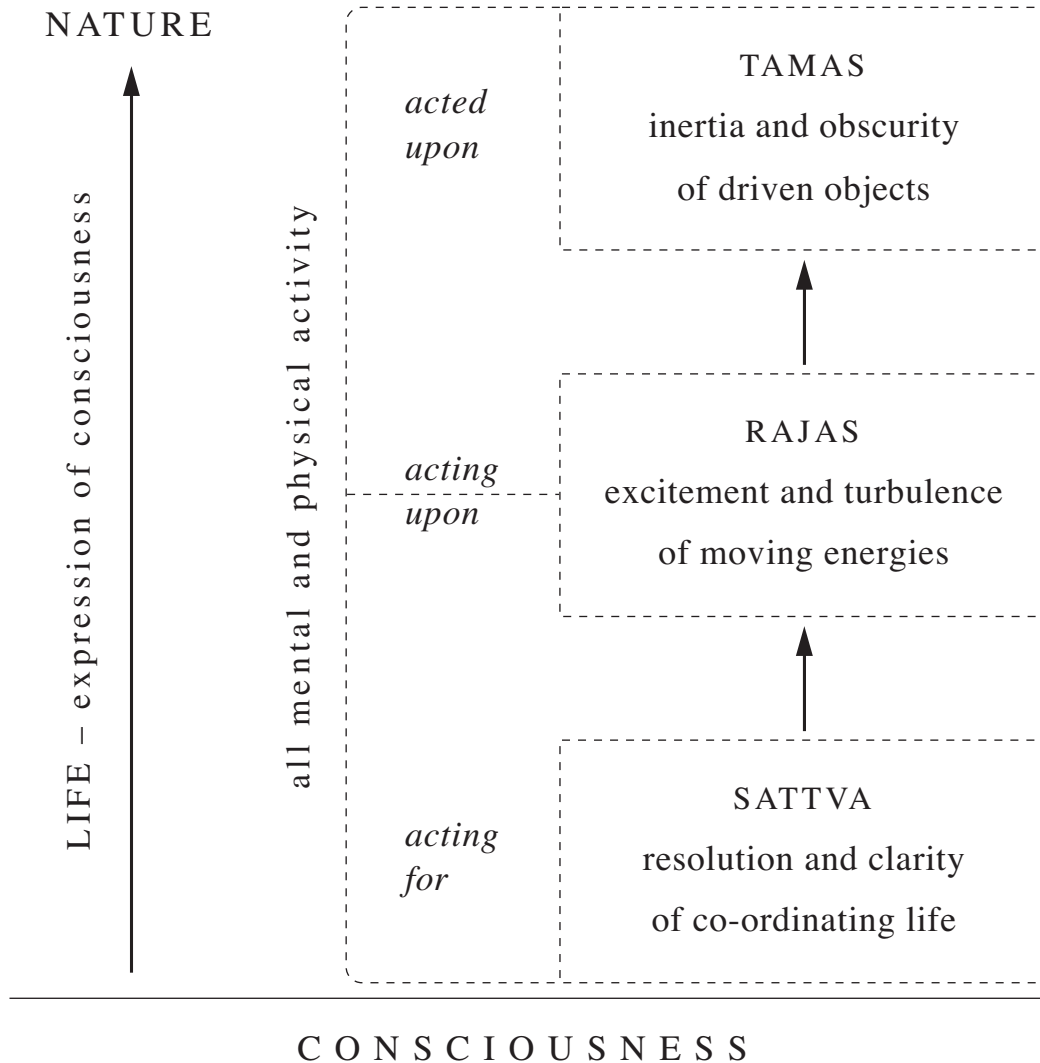 NATURE
LIFE – expression of consciousness
all mental and physical activity
acted
upon
TAMAS
inertia and obscurity
of driven objects
acting
upon
RAJAS
excitement and turbulence
of moving energies
acting
for
SATTVA
resolution and clarity
of co-ordinating life
CONSCIOUSNESS